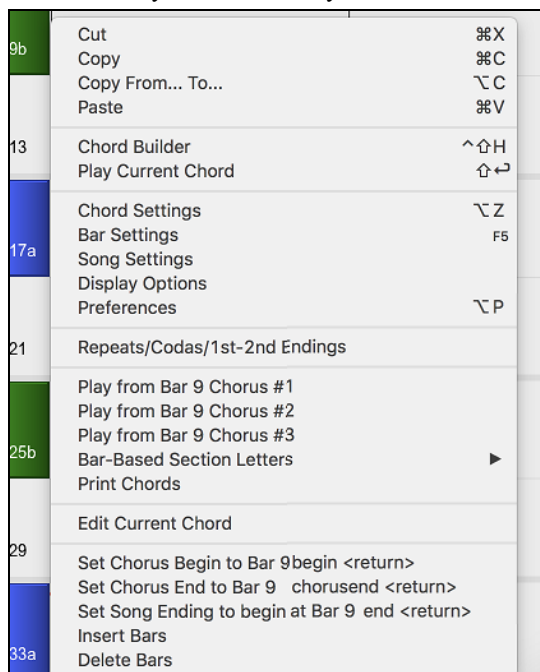 Cut ⌘X
9b
Copy ⌘C
Copy From... To... ⌥C
Paste ⌘V
13
Chord Builder ^⇧H
Play Current Chord ⇧↩
Chord Settings ⌥Z
Bar Settings F5
17a
Song Settings
Display Options
Preferences ⌥P
21
Repeats/Codas/1st-2nd Endings
Play from Bar 9 Chorus #1
Play from Bar 9 Chorus #2
Play from Bar 9 Chorus #3
25b
Bar-Based Section Letters ▶
Print Chords
Edit Current Chord
29
Set Chorus Begin to Bar 9begin <return>
Set Chorus End to Bar 9 chorusend <return>
Set Song Ending to begin at Bar 9 end <return>
Insert Bars
33a
Delete Bars